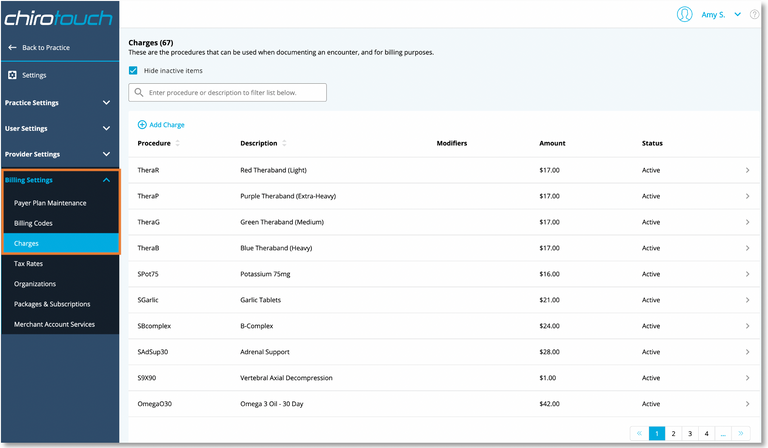 chirotouch
Amy S.
?
Back to Practice
Settings
Practice Settings
User Settings
Provider Settings
Billing Settings
Payer Plan Maintenance
Billing Codes
Charges
Tax Rates
Organizations
Packages & Subscriptions
Merchant Account Services
Charges (67)
These are the procedures that can be used when documenting an encounter, and for billing purposes.
Hide inactive items
Enter procedure or description to filter list below.
Add Charge
Procedure Description Modifiers Amount Status
TheraR Red Theraband (Light) $17.00 Active
TheraP Purple Theraband (Extra-Heavy) $17.00 Active
TheraG Green Theraband (Medium) $17.00 Active
TheraB Blue Theraband (Heavy) $17.00 Active
SPot75 Potassium 75mg $16.00 Active
SGarlic Garlic Tablets $21.00 Active
SBcomplex B-Complex $24.00 Active
SAdSup30 Adrenal Support $28.00 Active
S9X90 Vertebral Axial Decompression $1.00 Active
OmegaO30 Omega 3 Oil - 30 Day $42.00 Active
« 1 2 3 4 ... »